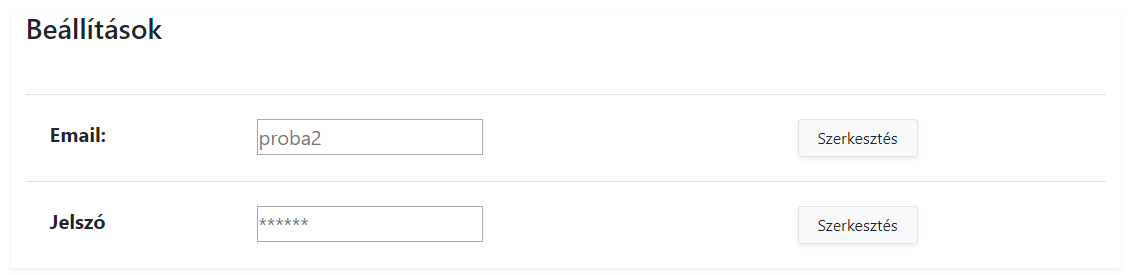 Beállítások
Email: proba2 Szerkesztés
Jelszó ****** Szerkesztés